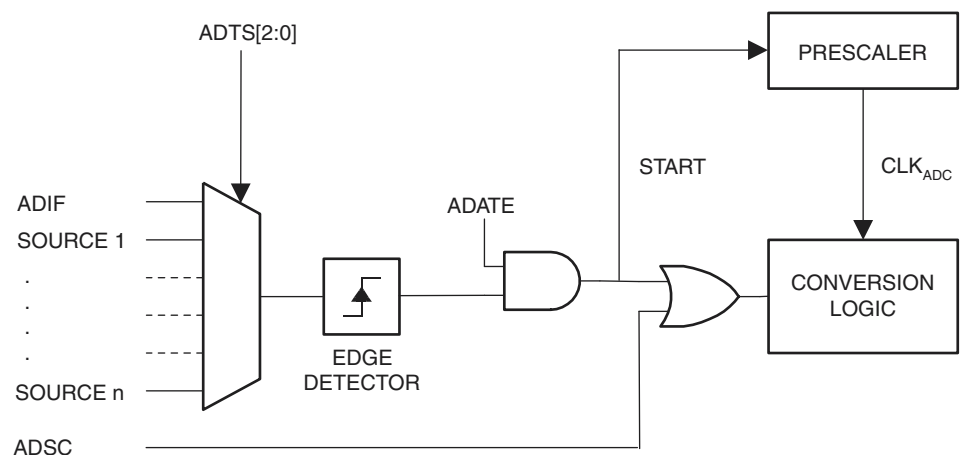 ADTS[2:0]
PRESCALER
START
CLKADC
ADIF
ADATE
SOURCE 1
.
.
.
.
CONVERSION
LOGIC
EDGE
DETECTOR
SOURCE n
ADSC